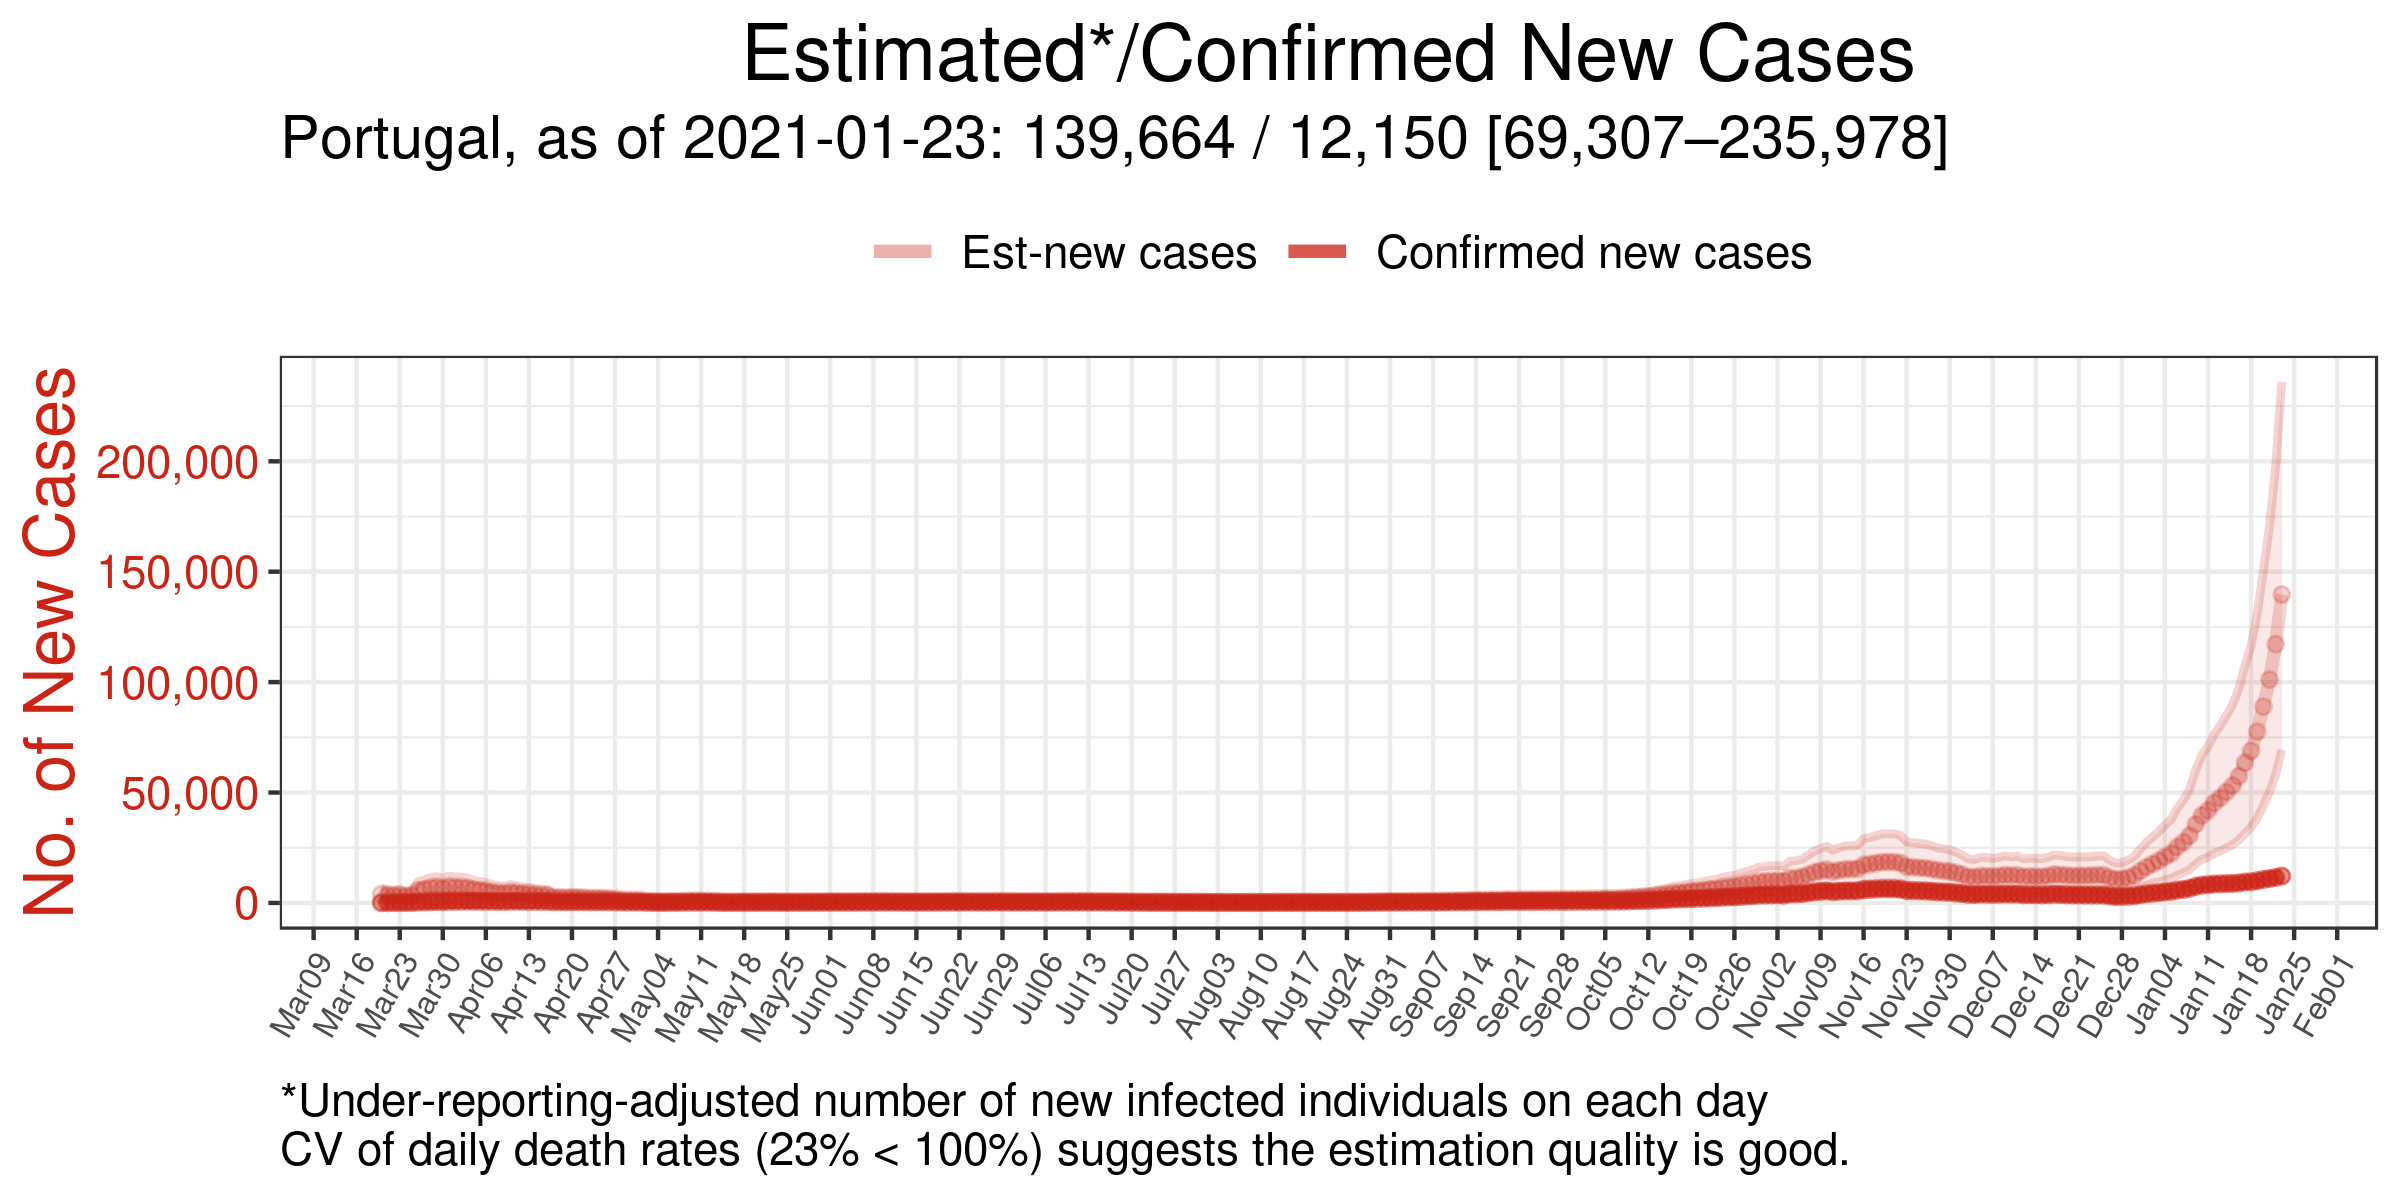 Estimated*/Confirmed New Cases
Portugal, as of 2021-01-23: 139,664 / 12,150 [69,307–235,978]
Est-new cases Confirmed new cases
No. of New Cases
200,000
150,000
100,000
50,000
0
Mar09 Mar16 Mar23 Mar30 Apr06 Apr13 Apr20 Apr27 May04 May11 May18 May25 Jun01 Jun08 Jun15 Jun22 Jun29 Jul06 Jul13 Jul20 Jul27 Aug03 Aug10 Aug17 Aug24 Aug31 Sep07 Sep14 Sep21 Sep28 Oct05 Oct12 Oct19 Oct26 Nov02 Nov09 Nov16 Nov23 Nov30 Dec07 Dec14 Dec21 Dec28 Jan04 Jan11 Jan18 Jan25 Feb01
*Under-reporting-adjusted number of new infected individuals on each day
CV of daily death rates (23% < 100%) suggests the estimation quality is good.